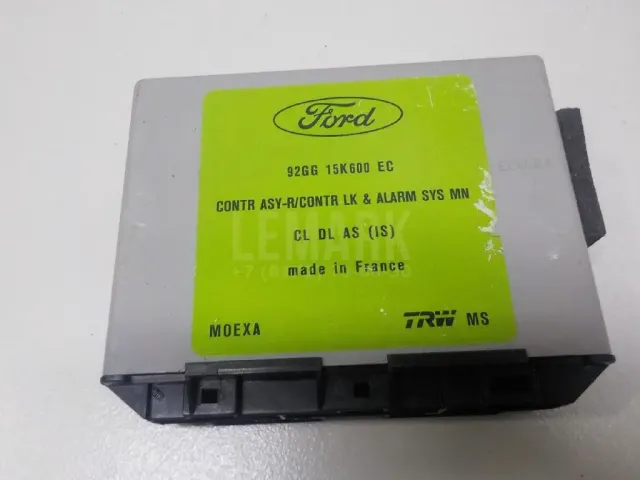 Ford
92GG 15K600 EC
CONTR ASY-R/CONTR LK & ALARM SYS MN
LEMARK
CL DL AS (IS)
made in France
MOEXA TRW MS